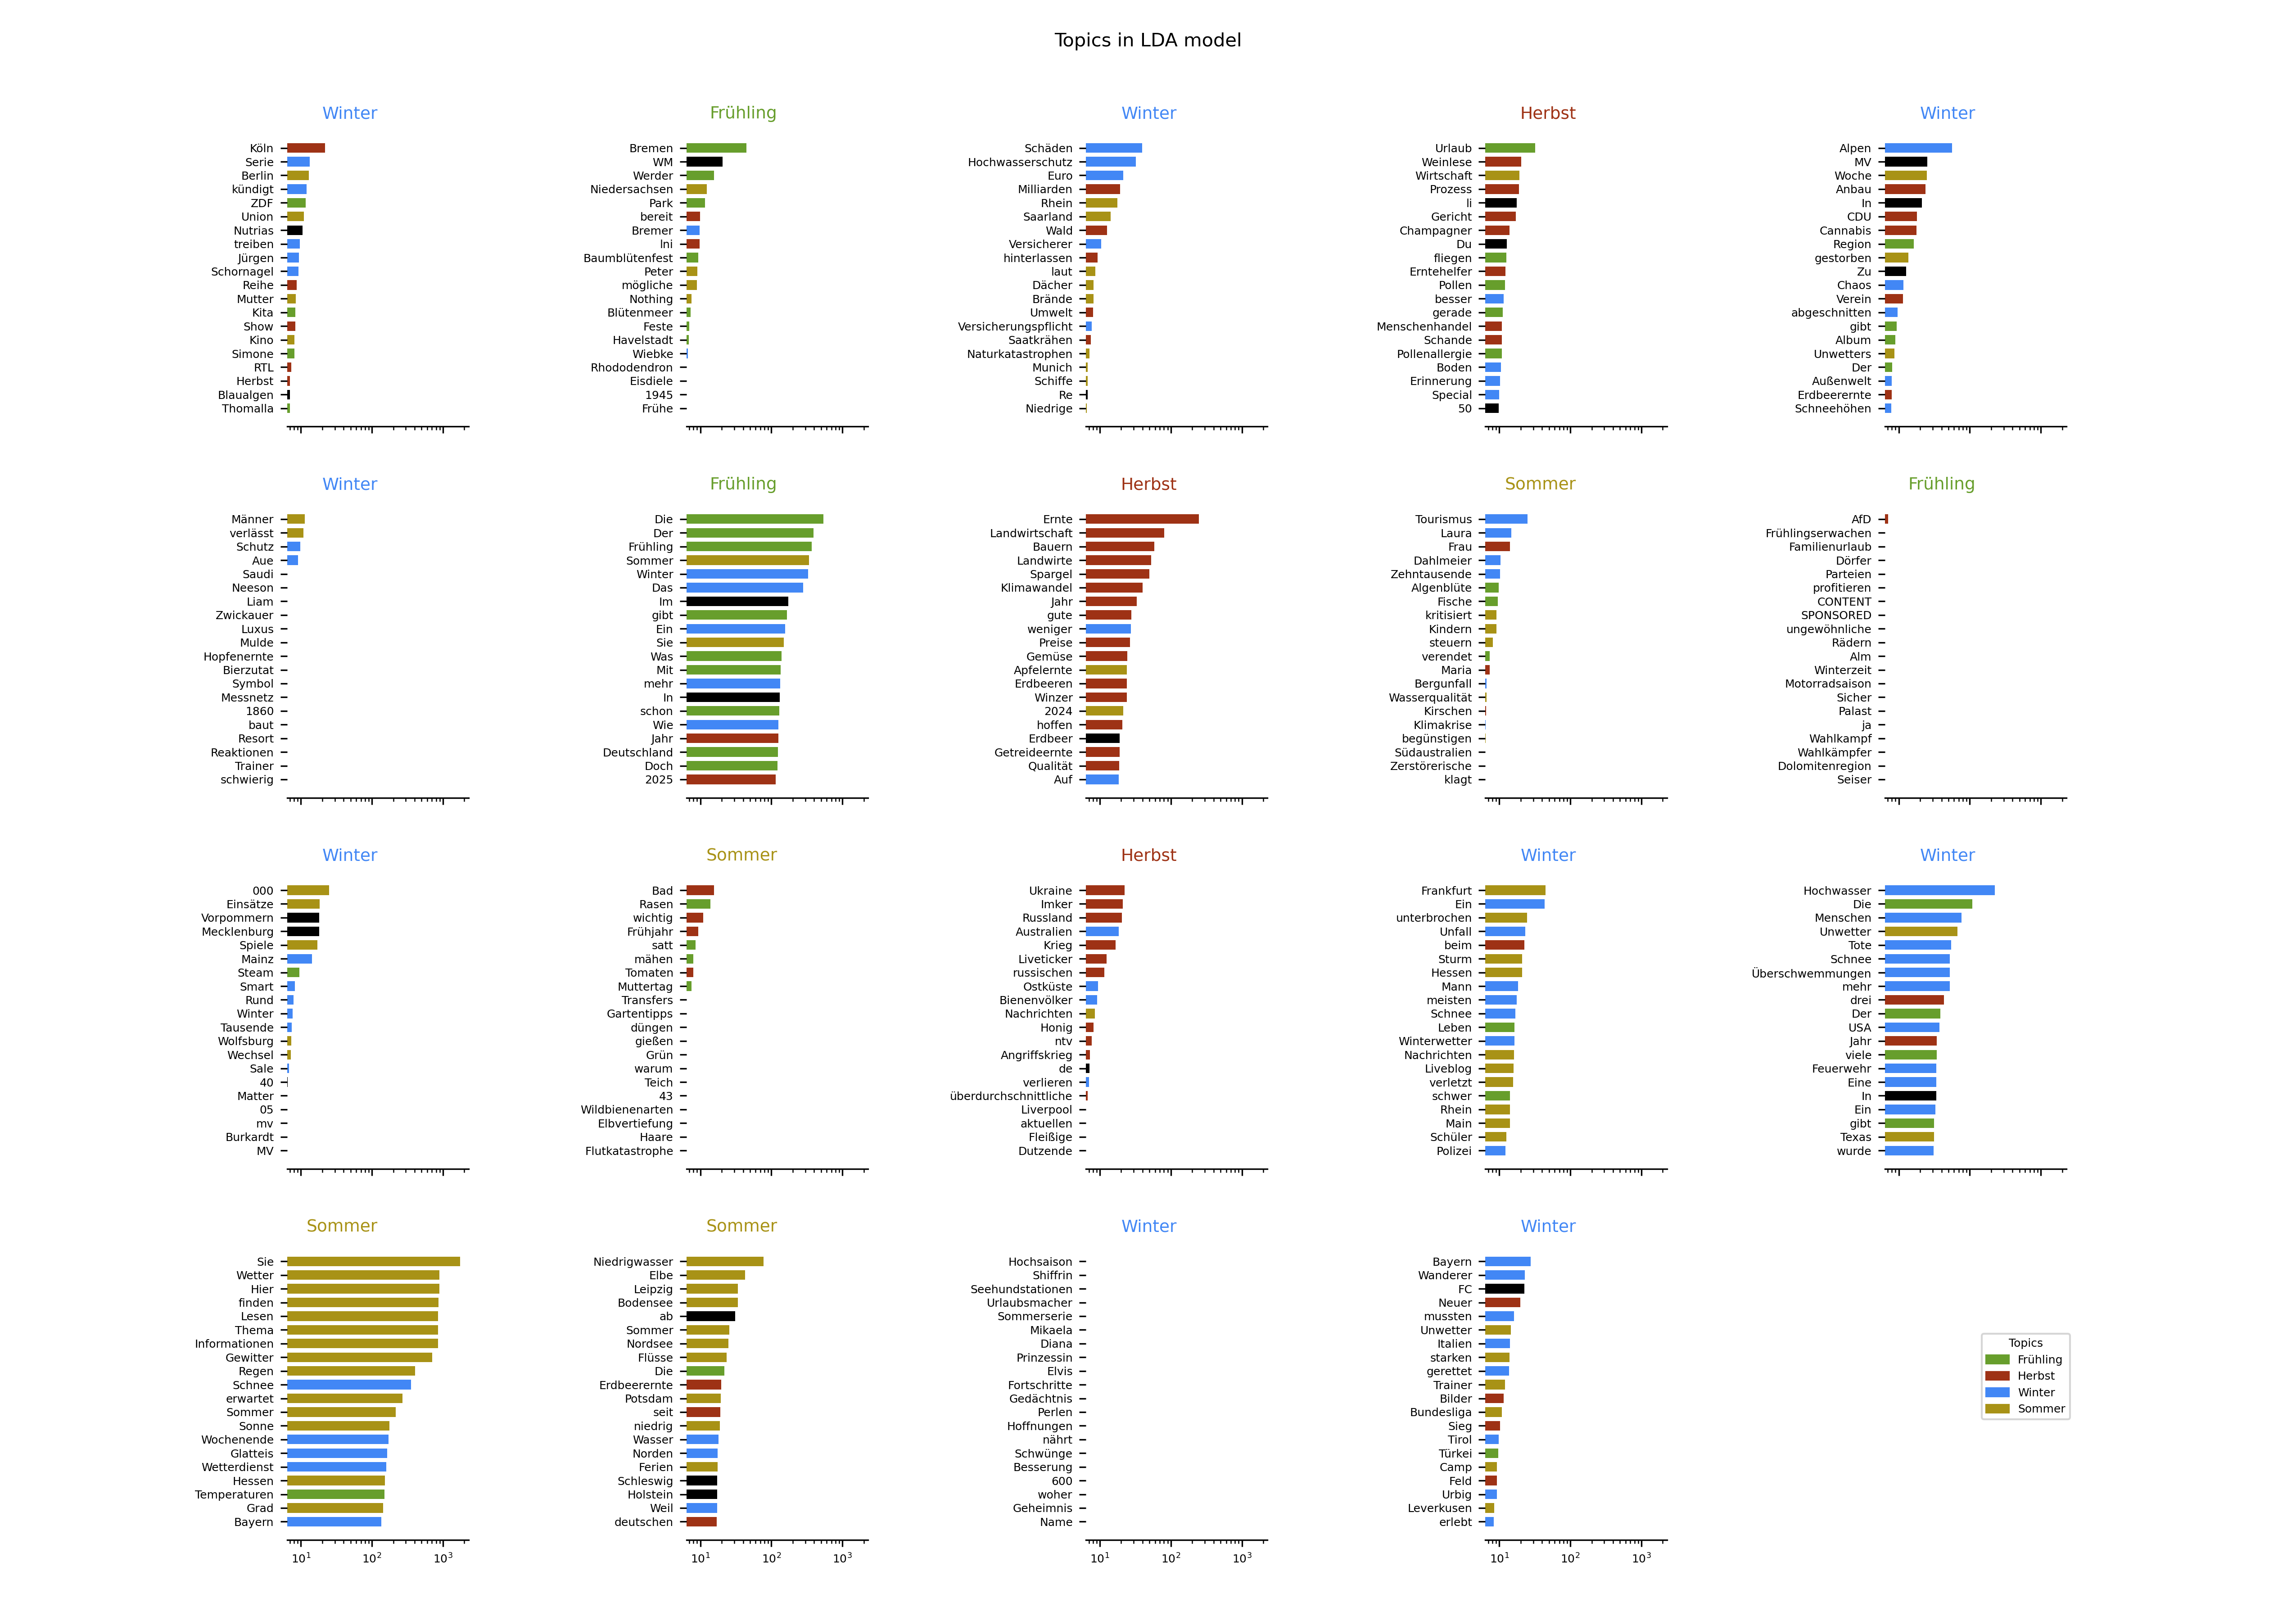 Topics in LDA model
Winter
Köln
Serie
Berlin
kündigt
ZDF
Union
Nutrias
treiben
Jürgen
Schornagel
Reihe
Mutter
Kita
Show
Kino
Simone
RTL
Herbst
Blaualgen
Thomalla
Frühling
Bremen
WM
Werder
Niedersachsen
Park
bereit
Bremer
Ini
Baumblütenfest
Peter
mögliche
Nothing
Blütenmeer
Feste
Havelstadt
Wiebke
Rhododendron
Eisdiele
1945
Frühe
Winter
Schäden
Hochwasserschutz
Euro
Milliarden
Rhein
Saarland
Wald
Versicherer
hinterlassen
laut
Dächer
Brände
Umwelt
Versicherungspflicht
Saatkrähen
Naturkatastrophen
Munich
Schiffe
Re
Niedrige
Herbst
Urlaub
Weinlese
Wirtschaft
Prozess
li
Gericht
Champagner
Du
fliegen
Erntehelfer
Pollen
besser
gerade
Menschenhandel
Schande
Pollenallergie
Boden
Erinnerung
Special
50
Winter
Alpen
MV
Woche
Anbau
In
CDU
Cannabis
Region
gestorben
Zu
Chaos
Verein
abgeschnitten
gibt
Album
Unwetters
Der
Außenwelt
Erdbeerernte
Schneehöhen
Winter
Männer
verlässt
Schutz
Aue
Saudi
Neeson
Liam
Zwickauer
Luxus
Mulde
Hopfenernte
Bierzutat
Symbol
Messnetz
1860
baut
Resort
Reaktionen
Trainer
schwierig
Frühling
Die
Der
Frühling
Sommer
Winter
Das
Im
gibt
Ein
Sie
Was
Mit
mehr
In
schon
Wie
Jahr
Deutschland
Doch
2025
Herbst
Ernte
Landwirtschaft
Bauern
Landwirte
Spargel
Klimawandel
Jahr
gute
weniger
Preise
Gemüse
Apfelernte
Erdbeeren
Winzer
2024
hoffen
Erdbeer
Getreideernte
Qualität
Auf
Sommer
Tourismus
Laura
Frau
Dahlmeier
Zehntausende
Algenblüte
Fische
kritisiert
Kindern
steuern
verendet
Maria
Bergunfall
Wasserqualität
Kirschen
Klimakrise
begünstigen
Südaustralien
Zerstörerische
klagt
Frühling
AfD
Frühlingserwachen
Familienurlaub
Dörfer
Parteien
profitieren
CONTENT
SPONSORED
ungewöhnliche
Rädern
Alm
Winterzeit
Motorradsaison
Sicher
Palast
ja
Wahlkampf
Wahlkämpfer
Dolomitenregion
Seiser
Winter
000
Einsätze
Vorpommern
Mecklenburg
Spiele
Mainz
Steam
Smart
Rund
Winter
Tausende
Wolfsburg
Wechsel
Sale
40
Matter
05
mv
Burkardt
MV
Sommer
Bad
Rasen
wichtig
Frühjahr
satt
mähen
Tomaten
Muttertag
Transfers
Gartentipps
düngen
gießen
Grün
warum
Teich
43
Wildbienenarten
Elbvertiefung
Haare
Flutkatastrophe
Herbst
Ukraine
Imker
Russland
Australien
Krieg
Liveticker
russischen
Ostküste
Bienenvölker
Nachrichten
Honig
ntv
Angriffskrieg
de
verlieren
überdurchschnittliche
Liverpool
aktuellen
Fleißige
Dutzende
Winter
Frankfurt
Ein
unterbrochen
Unfall
beim
Sturm
Hessen
Mann
meisten
Schnee
Leben
Winterwetter
Nachrichten
Liveblog
verletzt
schwer
Rhein
Main
Schüler
Polizei
Winter
Hochwasser
Die
Menschen
Unwetter
Tote
Schnee
Überschwemmungen
mehr
drei
Der
USA
Jahr
viele
Feuerwehr
Eine
In
Ein
gibt
Texas
wurde
Sommer
Sie
Wetter
Hier
finden
Lesen
Thema
Informationen
Gewitter
Regen
Schnee
erwartet
Sommer
Sonne
Wochenende
Glatteis
Wetterdienst
Hessen
Temperaturen
Grad
Bayern
10¹ 10² 10³
Sommer
Niedrigwasser
Elbe
Leipzig
Bodensee
ab
Sommer
Nordsee
Flüsse
Die
Erdbeerernte
Potsdam
seit
niedrig
Wasser
Norden
Ferien
Schleswig
Holstein
Weil
deutschen
10¹ 10² 10³
Winter
Hochsaison
Shiffrin
Seehundstationen
Urlaubsmacher
Sommerserie
Mikaela
Diana
Prinzessin
Elvis
Fortschritte
Gedächtnis
Perlen
Hoffnungen
nährt
Schwünge
Besserung
600
woher
Geheimnis
Name
10¹ 10² 10³
Winter
Bayern
Wanderer
FC
Neuer
mussten
Unwetter
Italien
starken
gerettet
Trainer
Bilder
Bundesliga
Sieg
Tirol
Türkei
Camp
Feld
Urbig
Leverkusen
erlebt
10¹ 10² 10³
Topics
Frühling
Herbst
Winter
Sommer